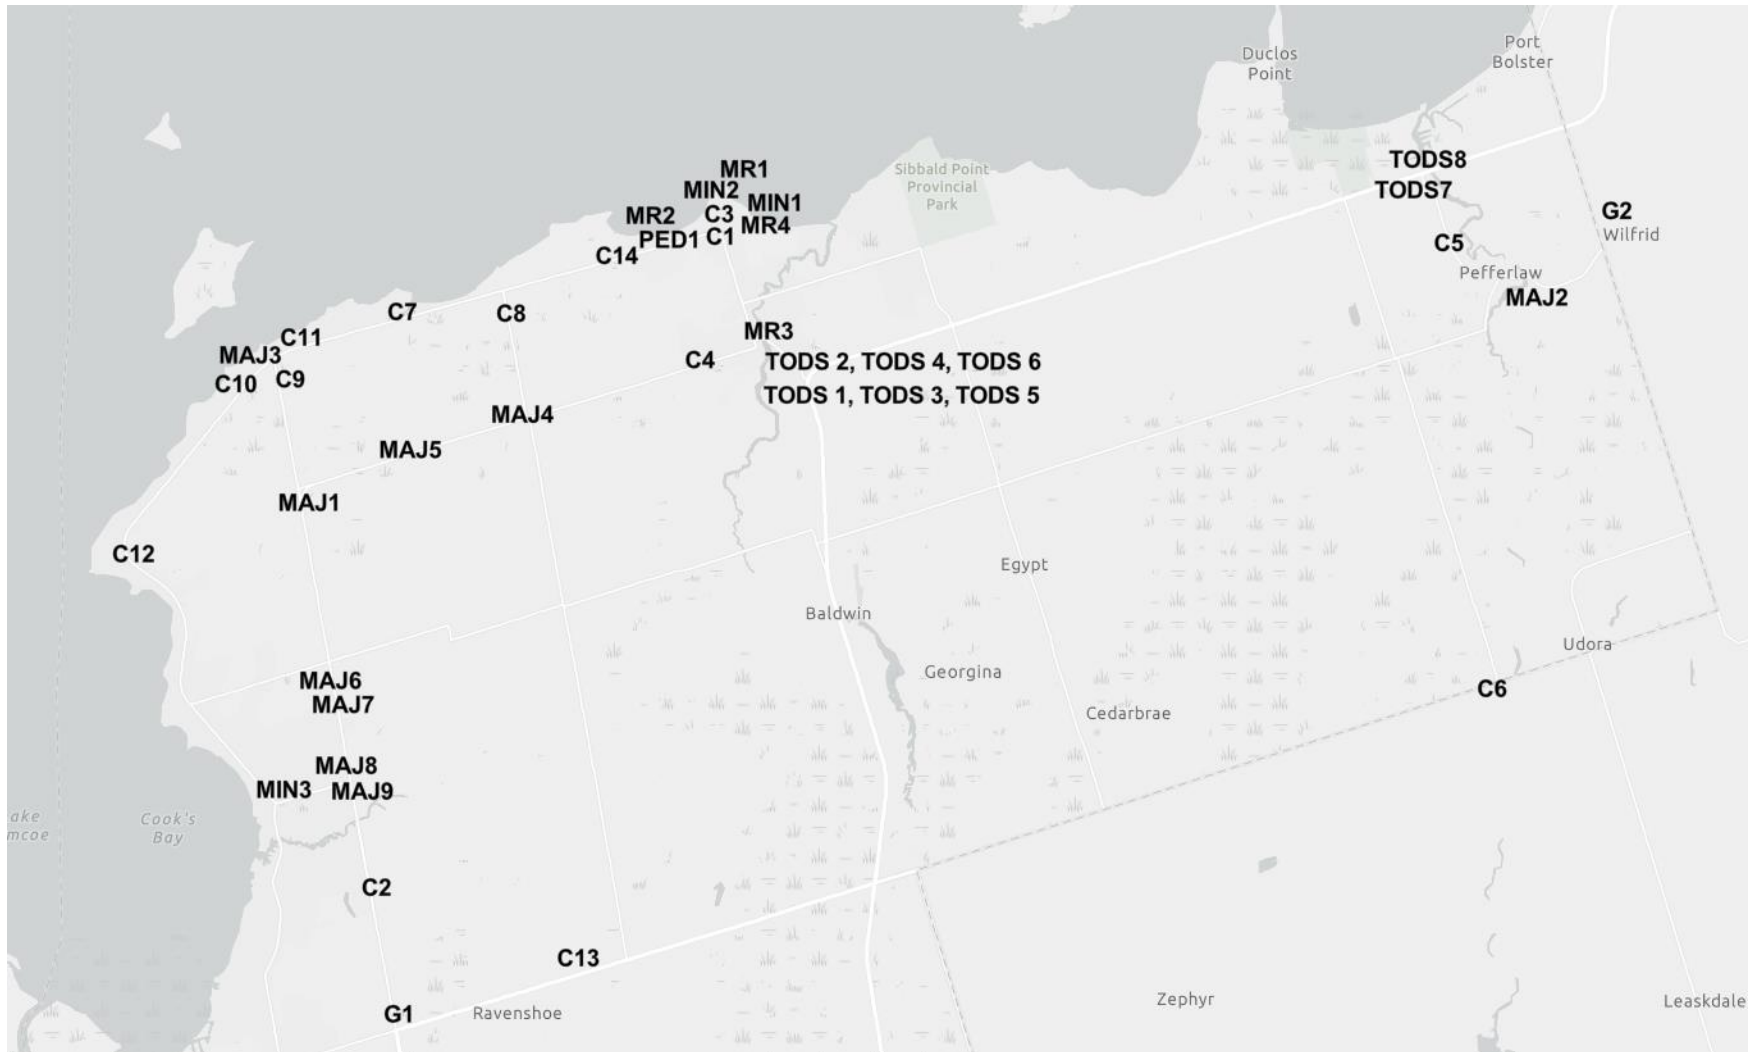 Duclos
Point
Port
Bolster
TODS8
MR1
Sibbald Point
Provincial
Park
MIN2
TODS7
MIN1
G2
MR2
C3
MR4
Wilfrid
PED1
C1
C5
C14
Pefferlaw
MAJ2
C7
C8
MR3
C11
MAJ3
C4
TODS 2, TODS 4, TODS 6
C10
C9
TODS 1, TODS 3, TODS 5
MAJ4
MAJ5
MAJ1
C12
Egypt
Baldwin
Udora
Georgina
MAJ6
C6
MAJ7
Cedarbrae
MAJ8
MIN3
MAJ9
ake
mcoe
Cook's
Bay
C2
C13
Zephyr
Leaskdale
G1
Ravenshoe